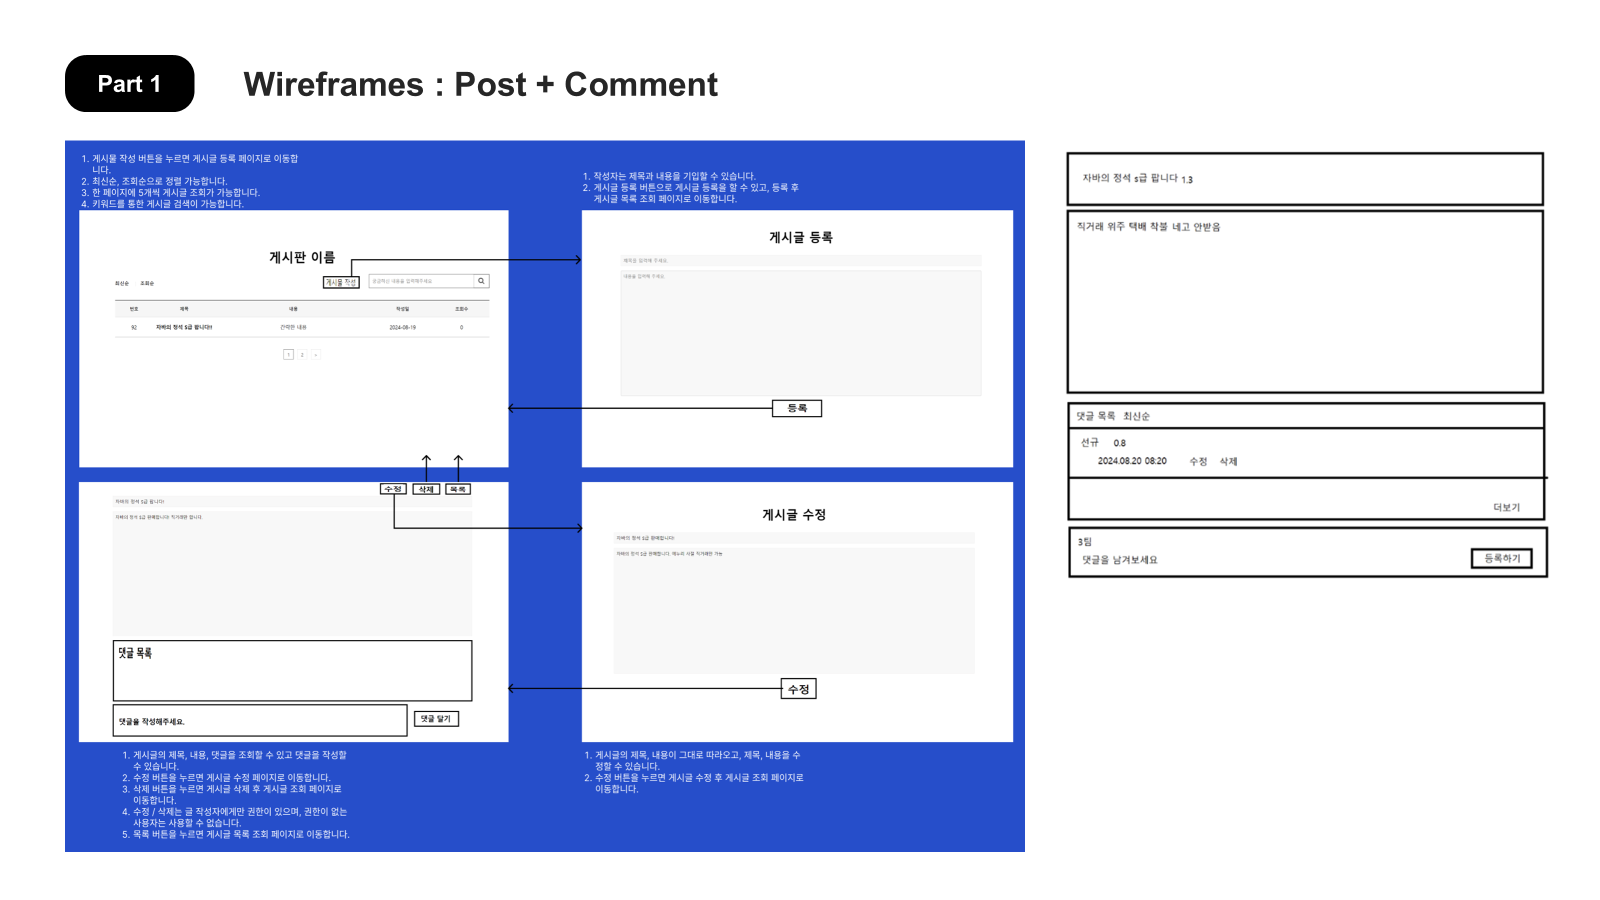 Part 1
Wireframes : Post + Comment
1. 게시물 작성 버튼을 누르면 게시글 등록 페이지로 이동합
니다.
2. 최신순, 조회순으로 정렬 가능합니다.
3. 한 페이지에 5개씩 게시글 조회가 가능합니다.
4. 키워드를 통한 게시글 검색이 가능합니다.
게시판 이름
최신순 조회순
게시물 작성
궁금하신 내용을 검색해주세요
번호 제목 내용 작성일 조회수
92 자바의 정석 S급 팝니다!! 간략한 내용 2024-08-19 0
1 2 >
1. 작성자는 제목과 내용을 기입할 수 있습니다.
2. 게시글 등록 버튼으로 게시글 등록을 할 수 있고, 등록 후
게시글 목록 조회 페이지로 이동합니다.
게시글 등록
제목을 입력해 주세요.
내용을 입력해 주세요.
등록
수정 삭제 목록
자바의 정석 S급 팝니다!
자바의 정석 S급 판매합니다! 직거래만 합니다.
댓글 목록
댓글을 작성해주세요.
댓글 달기
1. 게시글의 제목, 내용, 댓글을 조회할 수 있고 댓글을 작성할
수 있습니다.
2. 수정 버튼을 누르면 게시글 수정 페이지로 이동합니다.
3. 삭제 버튼을 누르면 게시글 삭제 후 게시글 조회 페이지로
이동합니다.
4. 수정 / 삭제는 글 작성자에게만 권한이 있으며, 권한이 없는
사용자는 사용할 수 없습니다.
5. 목록 버튼을 누르면 게시글 목록 조회 페이지로 이동합니다.
게시글 수정
자바의 정석 S급 판매합니다!
자바의 정석 S급 판매합니다. 직거래만 가능
수정
1. 게시글의 제목, 내용이 그대로 따라오고, 제목, 내용을 수
정할 수 있습니다.
2. 수정 버튼을 누르면 게시글 수정 후 게시글 조회 페이지로
이동합니다.
자바의 정석 s급 팝니다 1.3
직거래 위주 택배 착불 네고 안받음
댓글 목록 최신순
선규 0.8
2024.08.20 08:20 수정 삭제
더보기
3팀
댓글을 남겨보세요
등록하기